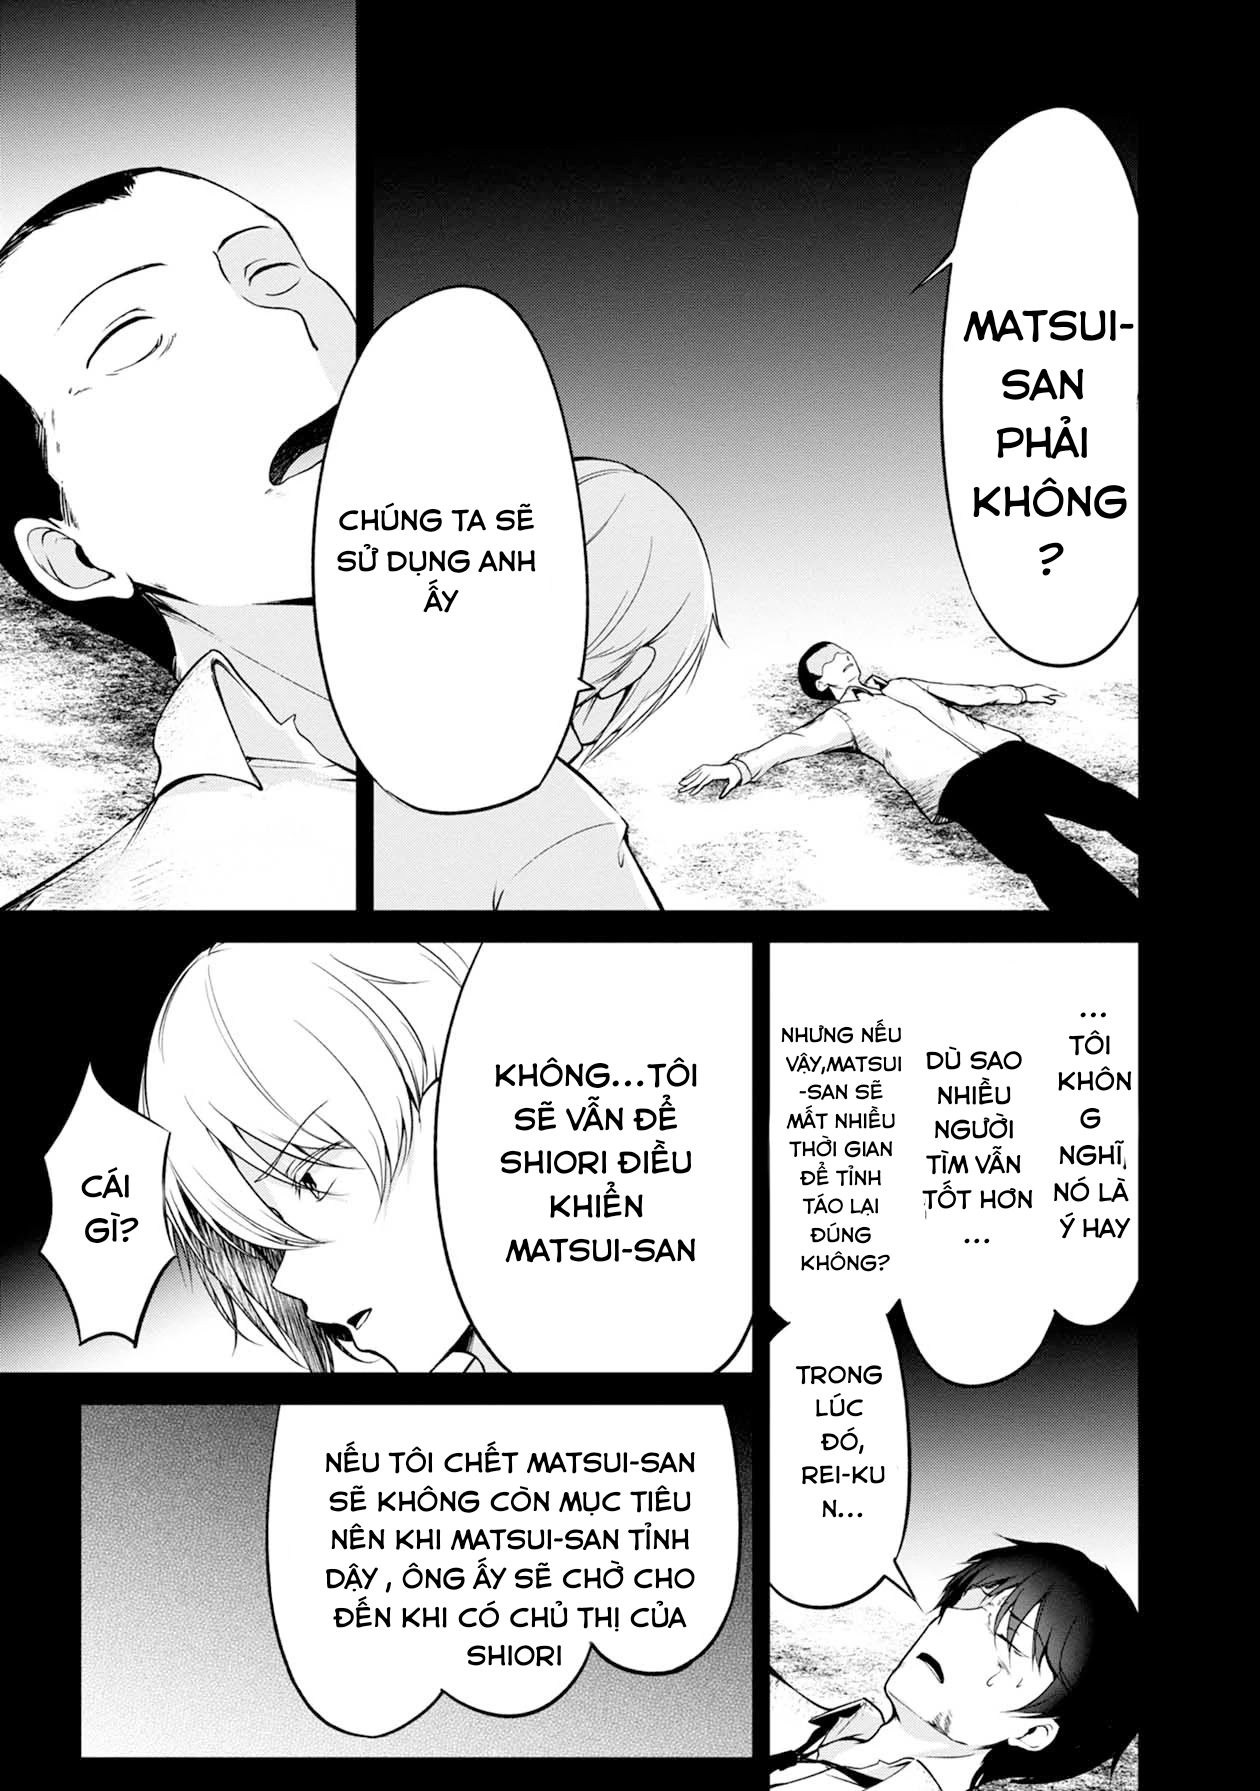 MATSUI-
SAN
PHẢI
KHÔNG
?
CHÚNG TA SẼ
SỬ DỤNG ANH
ẤY
...
TÔI
KHÔN
G
NGHĨ
NÓ LÀ
Ý HAY
DÙ SAO
NHIỀU
NGƯỜI
TÌM VẪN
TỐT HƠN
...
NHƯNG NẾU
VẬY,MATSUI
-SAN SẼ
MẤT NHIỀU
THỜI GIAN
ĐỂ TỈNH
TÁO LẠI
ĐÚNG
KHÔNG?
TRONG
LÚC
ĐÓ,
REI-KU
N...
KHÔNG...TÔI
SẼ VẪN ĐỂ
SHIORI ĐIỀU
KHIỂN
MATSUI-SAN
CÁI
GÌ?
NẾU TÔI CHẾT MATSUI-SAN
SẼ KHÔNG CÒN MỤC TIÊU
NÊN KHI MATSUI-SAN TỈNH
DẬY , ÔNG ẤY SẼ CHỜ CHO
ĐẾN KHI CÓ CHỦ THỊ CỦA
SHIORI